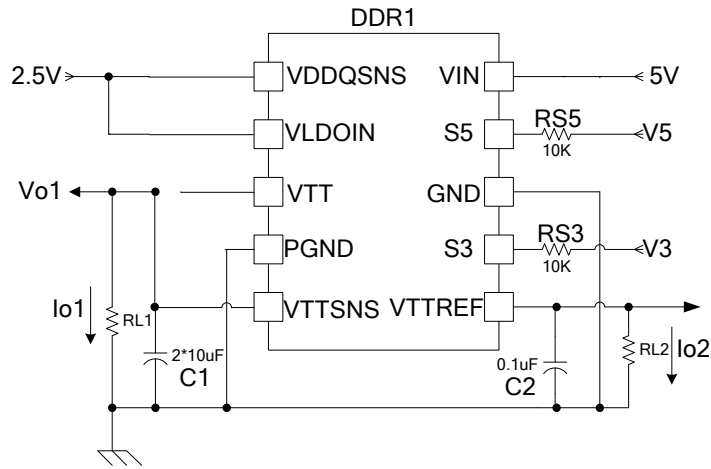 DDR1
2.5V
VDDQSNS
VIN
5V
RS5
VLDOIN
S5
V5
10K
Vo1
VTT
GND
RS3
PGND
S3
V3
10K
Io1
RL1
VTTSNS
VTTREF
2*10uF
C1
0.1uF
C2
RL2
Io2